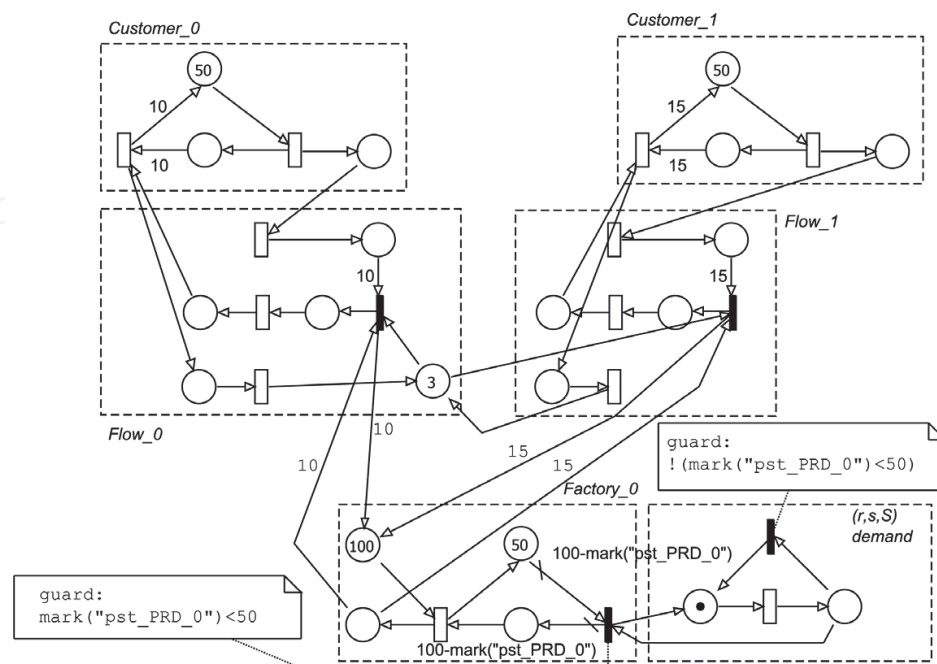 Customer_0
Customer_1
50
50
10
15
10
15
Flow_1
10
15
3
Flow_0
10
10
15
15
guard:
!(mark("pst_PRD_0")<50)
Factory_0
(r,s,S)
demand
100
50
100-mark("pst_PRD_0")
guard:
mark("pst_PRD_0")<50
100-mark("pst_PRD_0")